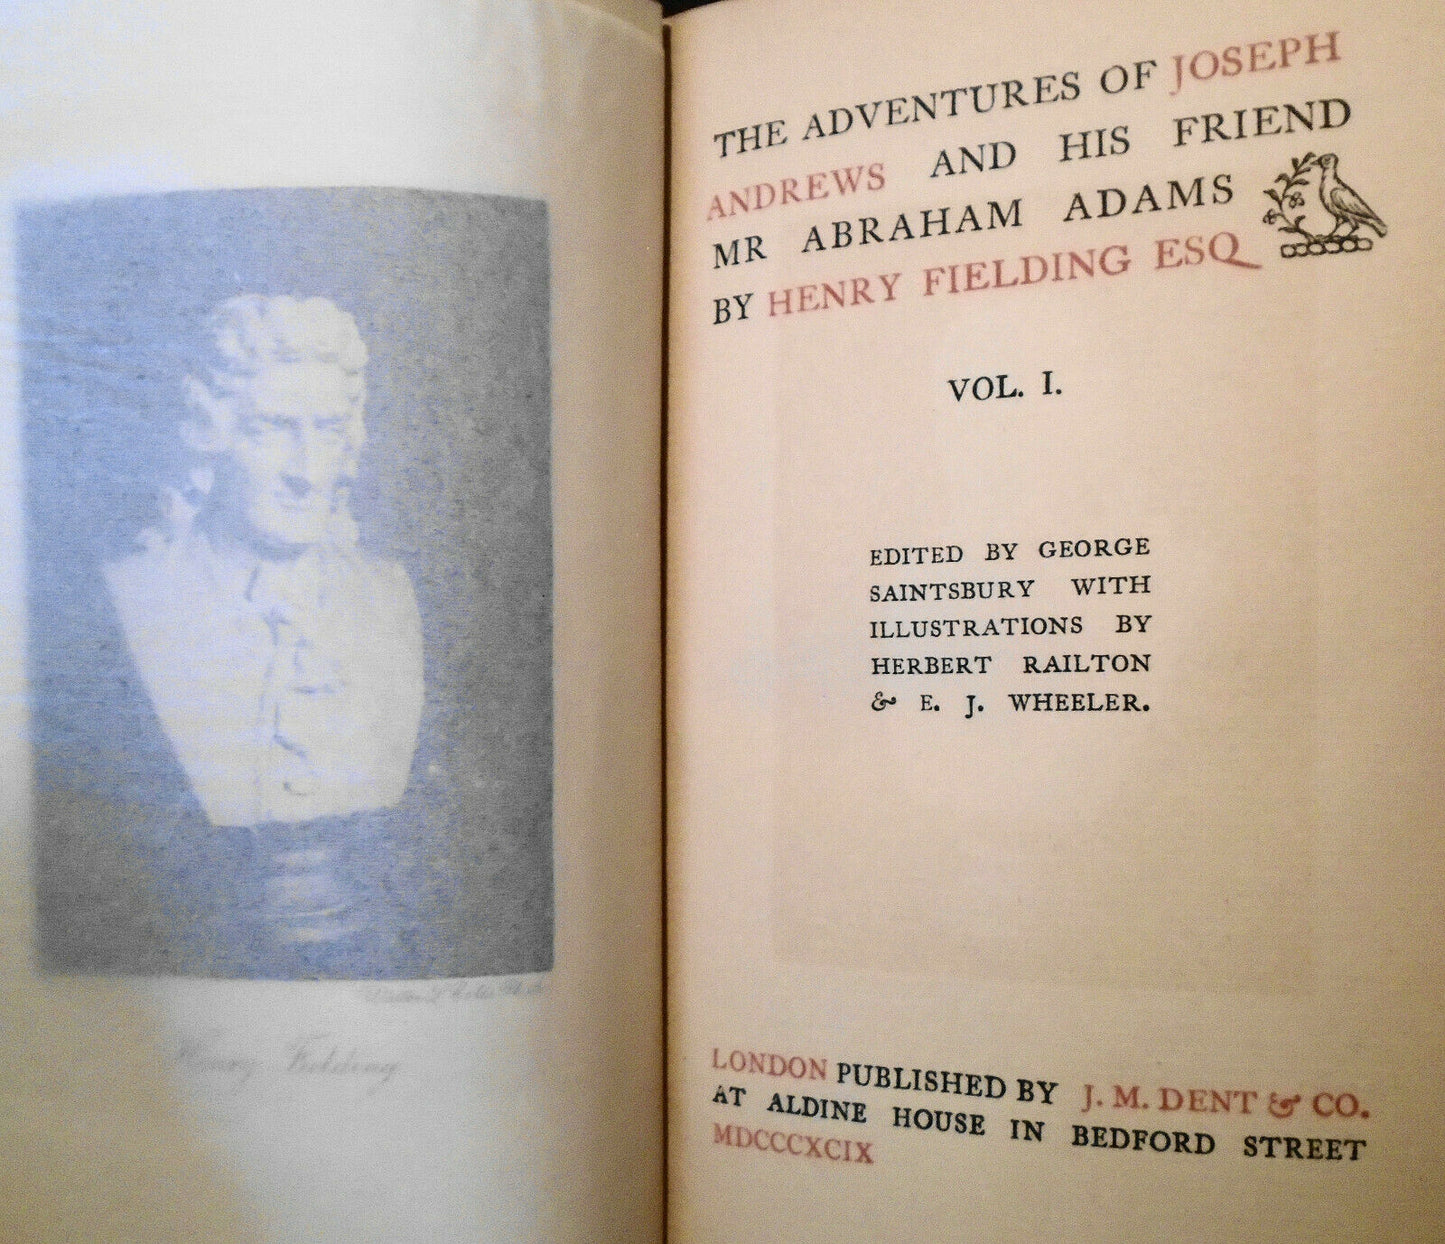 Henry Fielding
THE ADVENTURES OF JOSEPH
ANDREWS AND HIS FRIEND
MR ABRAHAM ADAMS
BY HENRY FIELDING ESQ
VOL. I.
EDITED BY GEORGE
SAINTSBURY WITH
ILLUSTRATIONS BY
HERBERT RAILTON
& E. J. WHEELER.
LONDON PUBLISHED BY J. M. DENT & CO.
AT ALDINE HOUSE IN BEDFORD STREET
MDCCCXCIX